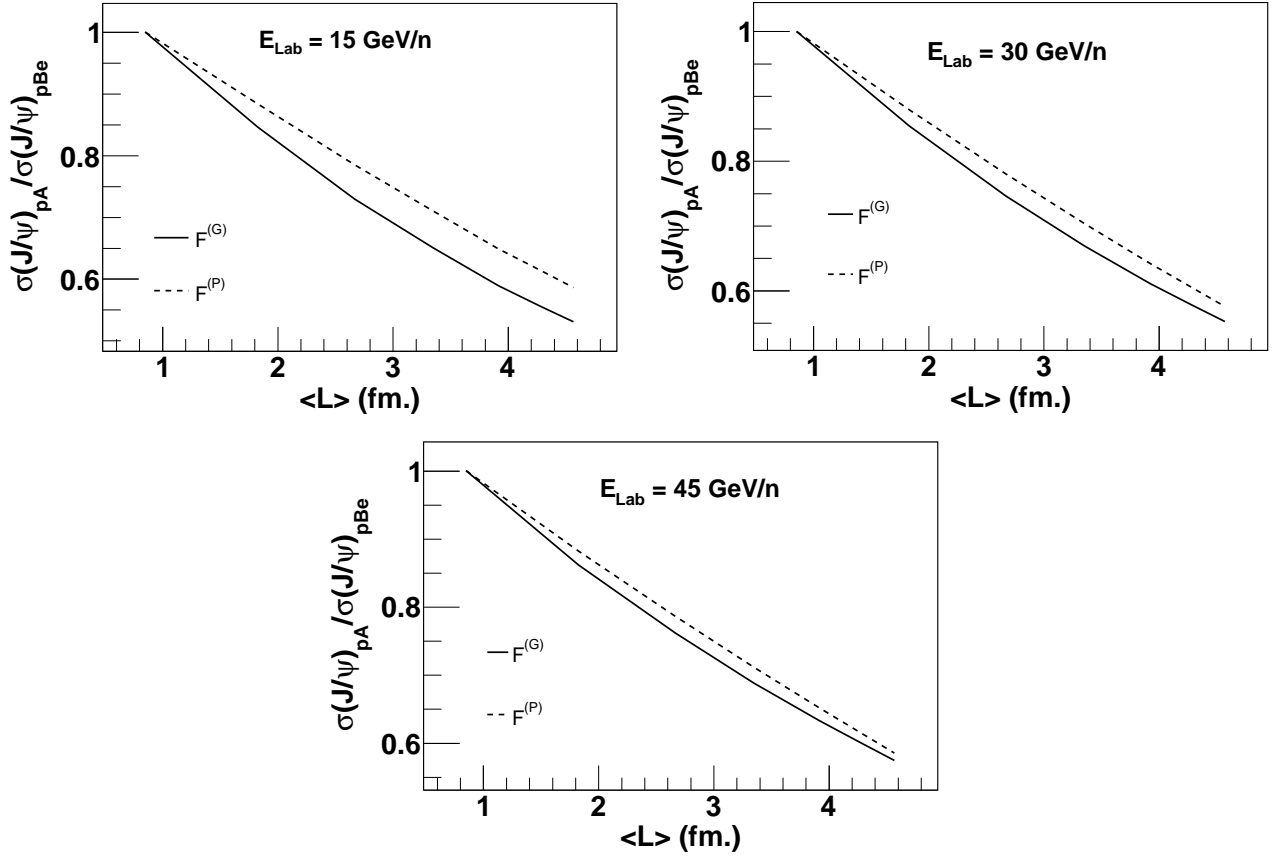 E_Lab = 15 GeV/n
σ(J/ψ)_pA/σ(J/ψ)_pBe
1
0.8
0.6
F^(G)
F^(P)
1 2 3 4
<L> (fm.)
E_Lab = 30 GeV/n
σ(J/ψ)_pA/σ(J/ψ)_pBe
1
0.8
0.6
F^(G)
F^(P)
1 2 3 4
<L> (fm.)
E_Lab = 45 GeV/n
σ(J/ψ)_pA/σ(J/ψ)_pBe
1
0.8
0.6
F^(G)
F^(P)
1 2 3 4
<L> (fm.)